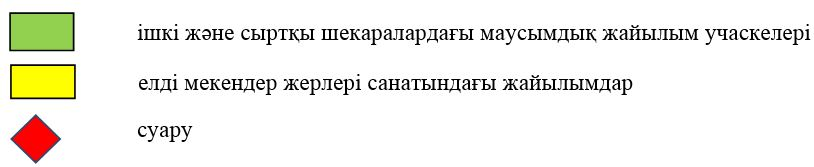 ішкі және сыртқы шекаралардағы маусымдық жайылым учаскелері
елді мекендер жерлері санатындағы жайылымдар
суару